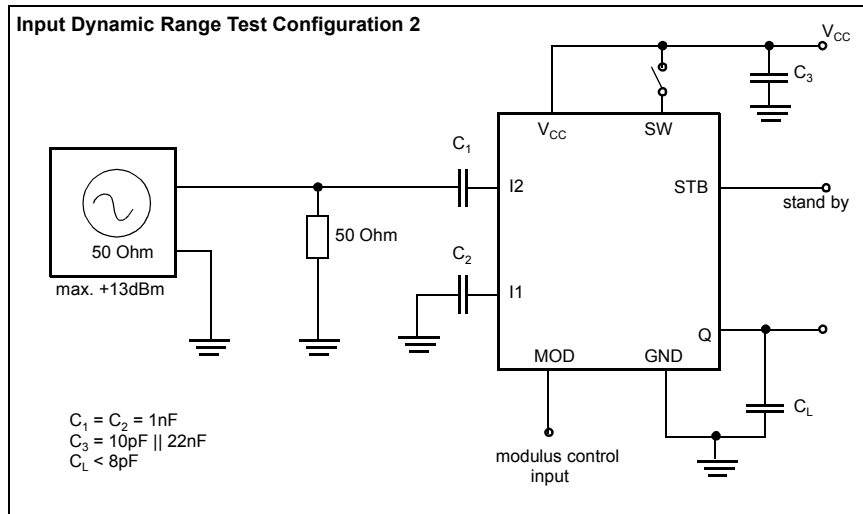 Input Dynamic Range Test Configuration 2
VCC
C3
VCC
SW
C1
I2
STB
stand by
50 Ohm
50 Ohm
C2
max. +13dBm
I1
Q
MOD
GND
C1 = C2 = 1nF
C3 = 10pF || 22nF
CL < 8pF
CL
modulus control
input